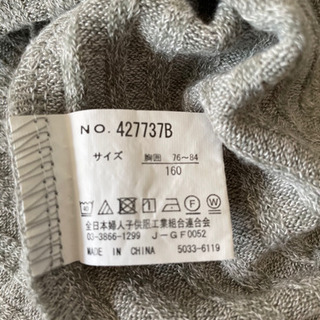 NO. 427737B
サイズ 胸囲 76~84
160
全日本婦人子供服工業組合連合会
03-3866-1299 J-GF0052
MADE IN CHINA 5033-6119